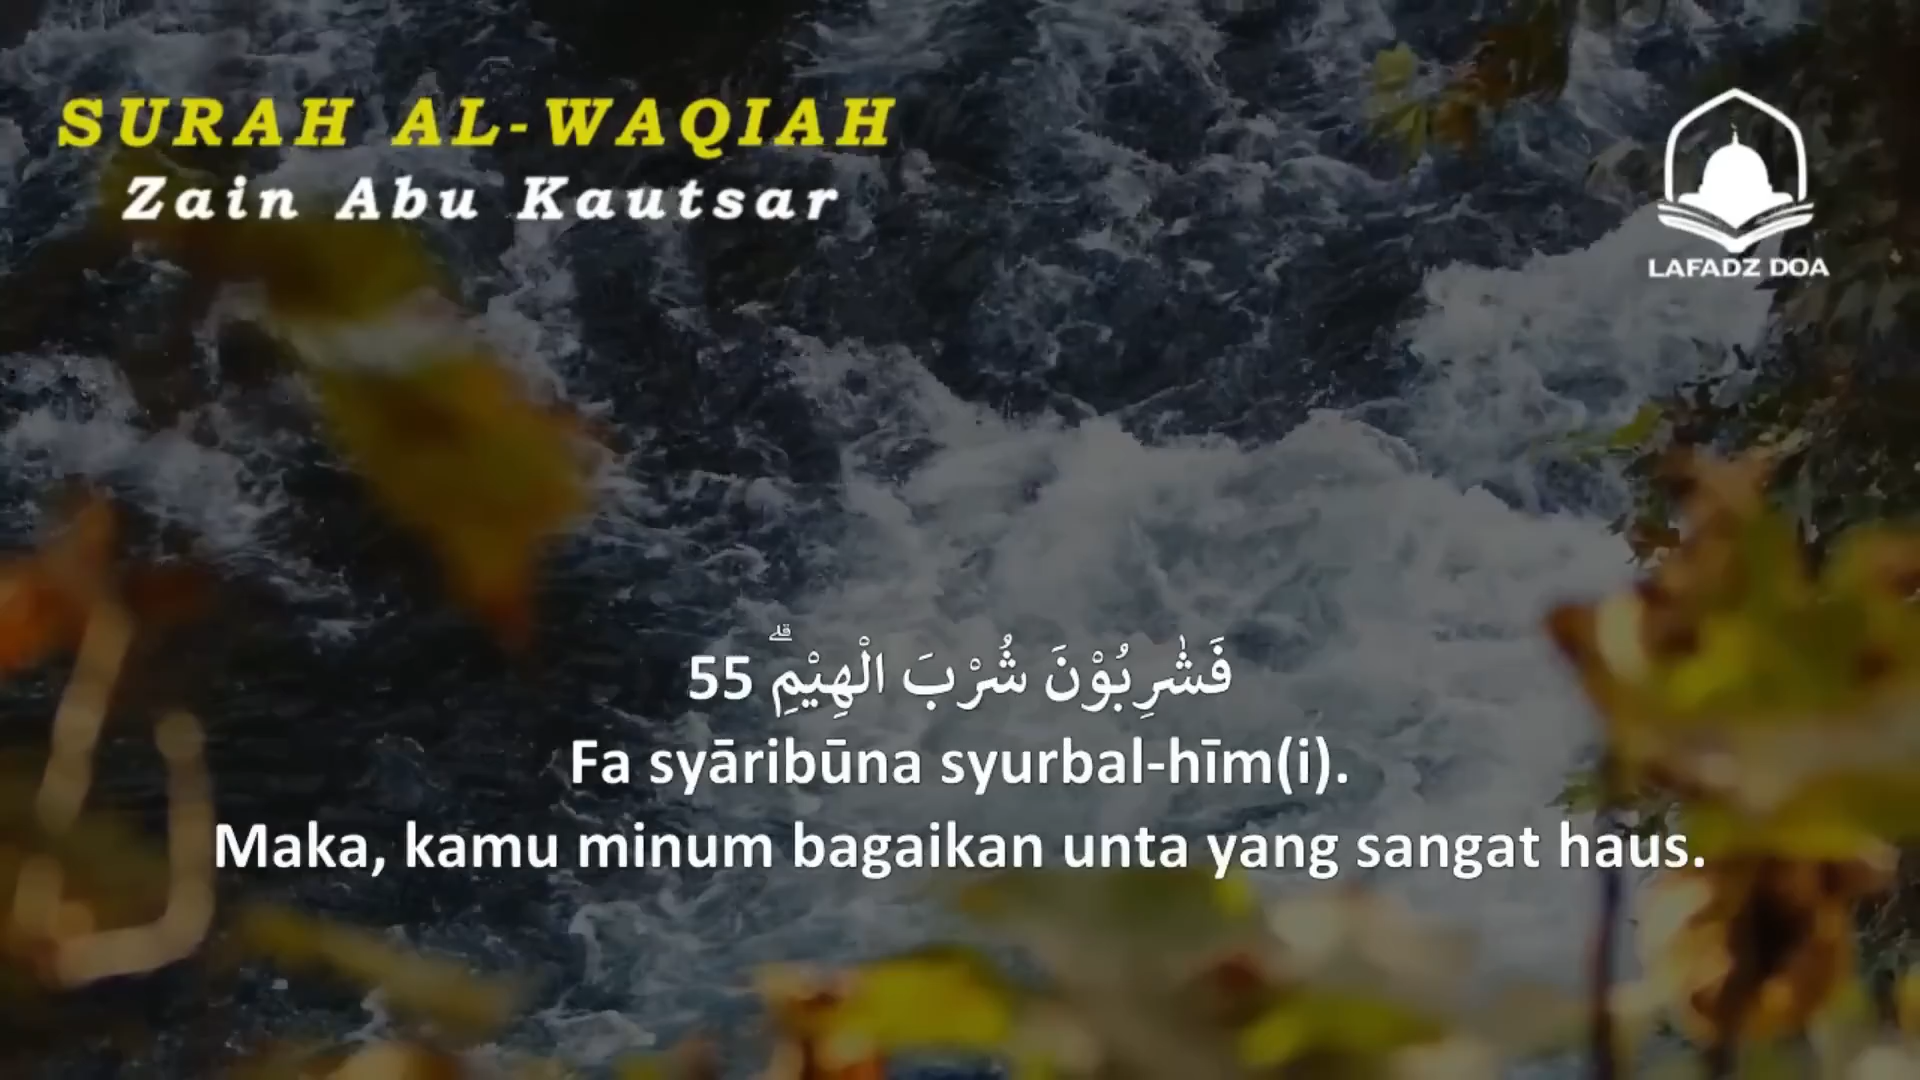 SURAH AL-WAQIAH
Zain Abu Kautsar
LAFADZ DOA
فَشٰرِبُوْنَ شُرْبَ الْهِيْمِۗ 55
Fa syāribūna syurbal-hīm(i).
Maka, kamu minum bagaikan unta yang sangat haus.